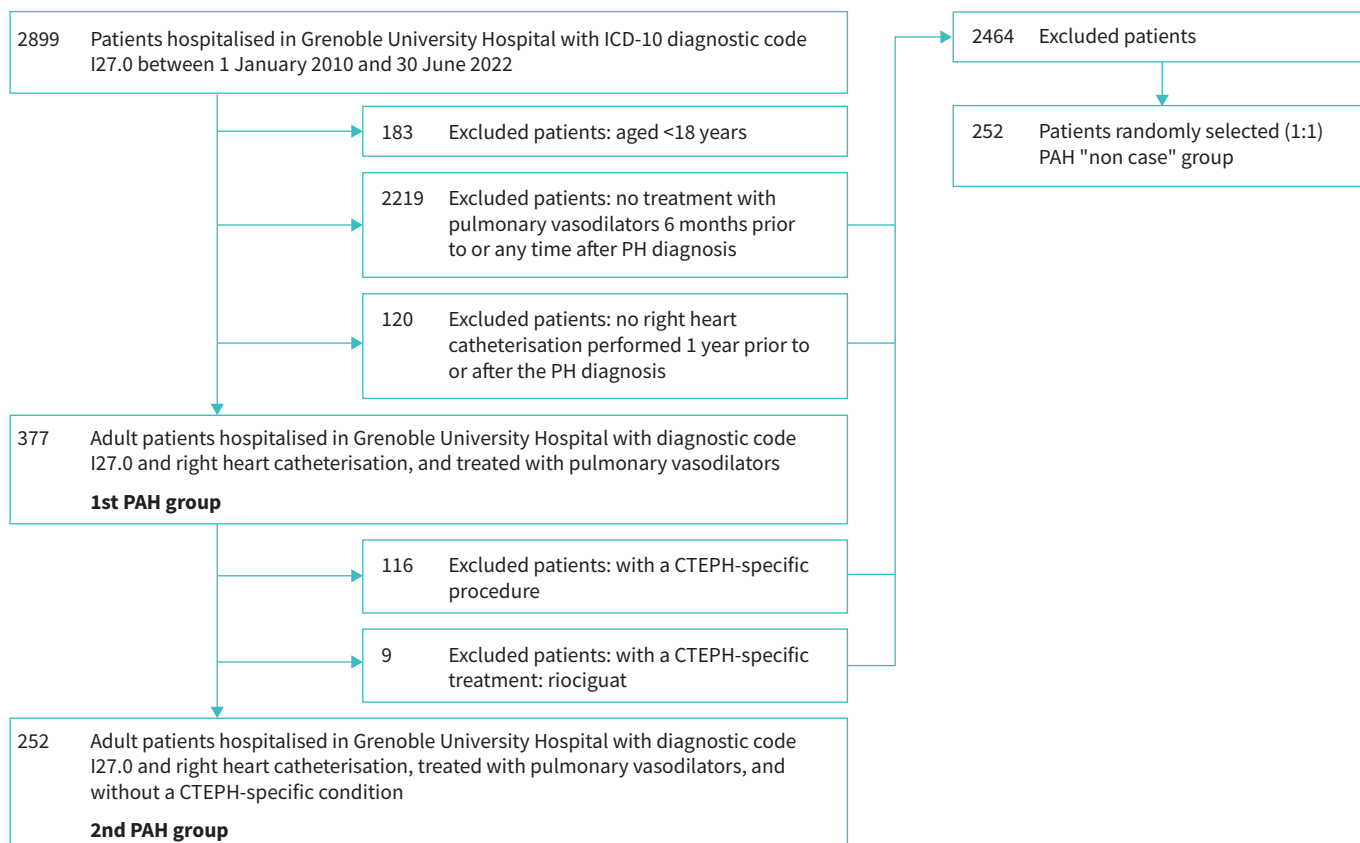 2899 Patients hospitalised in Grenoble University Hospital with ICD-10 diagnostic code
I27.0 between 1 January 2010 and 30 June 2022
183 Excluded patients: aged <18 years
2219 Excluded patients: no treatment with
pulmonary vasodilators 6 months prior
to or any time after PH diagnosis
120 Excluded patients: no right heart
catheterisation performed 1 year prior to
or after the PH diagnosis
377 Adult patients hospitalised in Grenoble University Hospital with diagnostic code
I27.0 and right heart catheterisation, and treated with pulmonary vasodilators
1st PAH group
116 Excluded patients: with a CTEPH-specific
procedure
9 Excluded patients: with a CTEPH-specific
treatment: riociguat
252 Adult patients hospitalised in Grenoble University Hospital with diagnostic code
I27.0 and right heart catheterisation, treated with pulmonary vasodilators, and
without a CTEPH-specific condition
2nd PAH group
2464 Excluded patients
252 Patients randomly selected (1:1)
PAH "non case" group